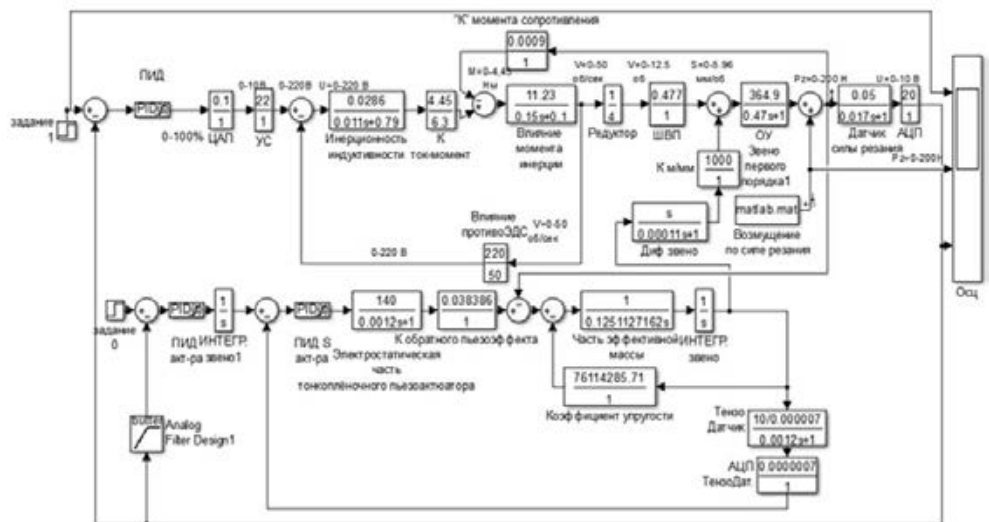 "К" момента сопротивления
0.0009
1
M=0-4,45
Нм
V=0-50
об/сек
V=0-12.5
об
S=0-5.96
мм/об
Pz=0-200 Н
U=0-10 В
ПИД
0-10В
0-220В
U=0-220 В
задание
1
PID(s)
0-100%
0.1
1
ЦАП
22
1
УС
0.0286
0.011s+0.79
Инерционность
индуктивности
4.45
6.3
К
ток-момент
11.23
0.15s+0.1
Влияние
момента
инерции
1
4
Редуктор
0.477
1
ШВП
364.9
0.47s+1
ОУ
Звено
первого
порядка1
0.05
0.017s+1
Датчик
силы резания
20
1
АЦП
Pz=0-200Н
К м/мм
1000
1
matlab.mat
Возмущение
по силе резания
s
0.00011s+1
Диф звено
Влияние
противоЭДС
V=0-50
об/сек
0-220 В
220
50
Осц
задание
0
PID(s)
ПИД
акт-ра
1
s
ИНТЕГР.
звено1
PID(s)
ПИД S
акт-ра
140
0.0012s+1
Электростатическая
часть
тонкоплёночного пьезоактюатора
0.038386
1
К обратного пьезоэффекта
1
0.1251127162s
Часть эффективной
массы
1
s
ИНТЕГР.
звено
76114285.71
1
Коэффициент упругости
butter
Analog
Filter Design1
Тензо
Датчик
10/0.000007
0.0012s+1
АЦП
ТензоДат.
0.0000007
1